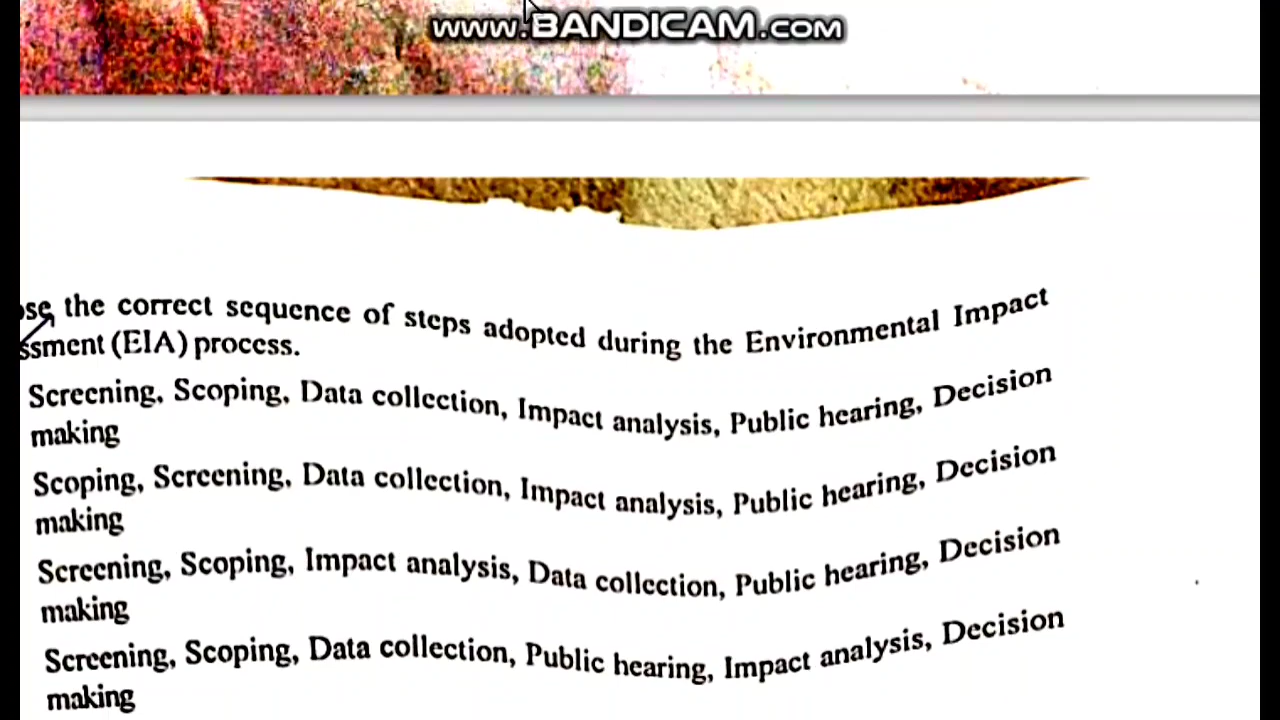 www.BANDICAM.com
the correct sequence of steps adopted during the Environmental Impact
(EIA) process.
Screening, Scoping, Data collection, Impact analysis, Public hearing, Decision
making
Scoping, Screening, Data collection, Impact analysis, Public hearing, Decision
making
Screening, Scoping, Impact analysis, Data collection, Public hearing, Decision
making
Screening, Scoping, Data collection, Public hearing, Impact analysis, Decision
making